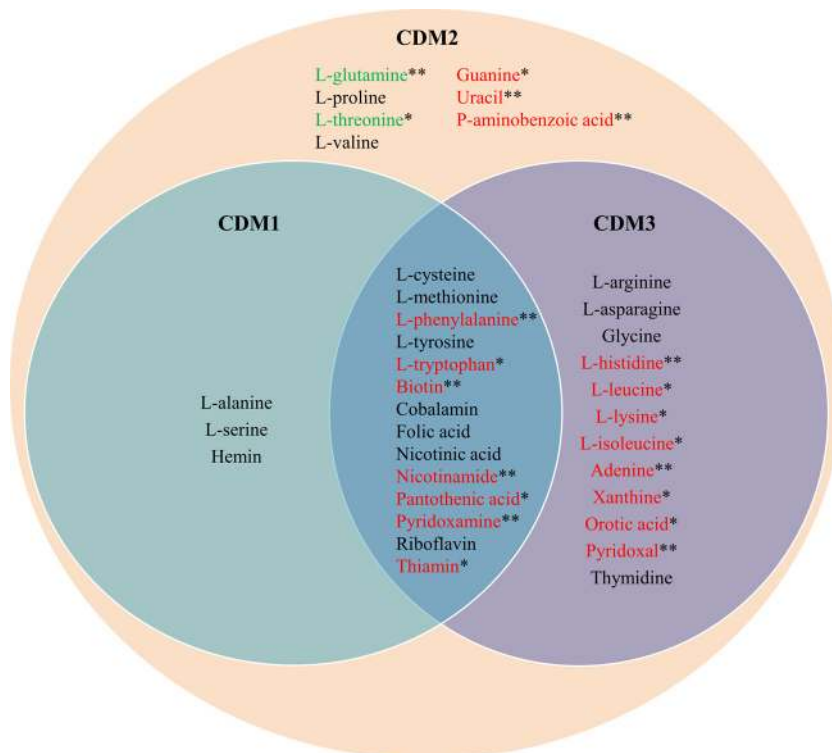 CDM2
L-glutamine**
L-proline
L-threonine*
L-valine
Guanine*
Uracil**
P-aminobenzoic acid**
CDM1
L-alanine
L-serine
Hemin
L-cysteine
L-methionine
L-phenylalanine**
L-tyrosine
L-tryptophan*
Biotin**
Cobalamin
Folic acid
Nicotinic acid
Nicotinamide**
Pantothenic acid*
Pyridoxamine**
Riboflavin
Thiamin*
CDM3
L-arginine
L-asparagine
Glycine
L-histidine**
L-leucine*
L-lysine*
L-isoleucine*
Adenine**
Xanthine*
Orotic acid*
Pyridoxal**
Thymidine